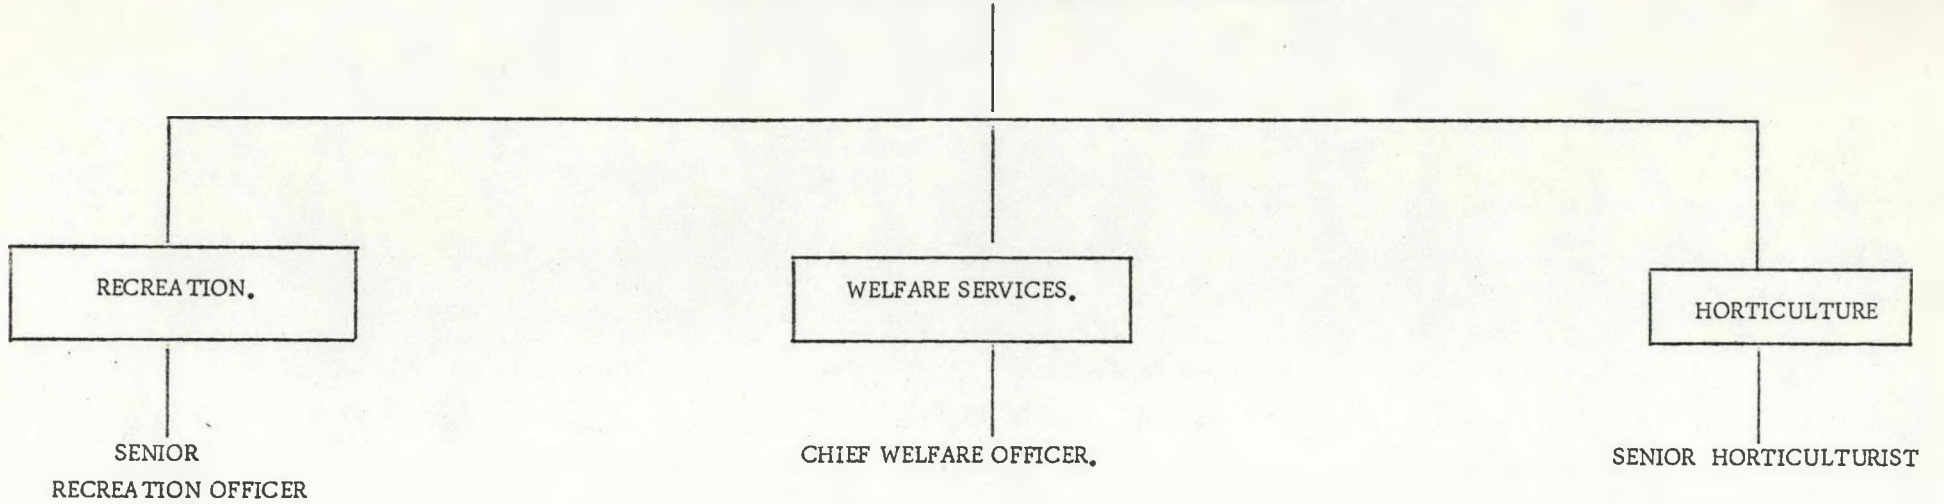 RECREATION.
WELFARE SERVICES.
HORTICULTURE
SENIOR
RECREATION OFFICER
CHIEF WELFARE OFFICER.
SENIOR HORTICULTURIST